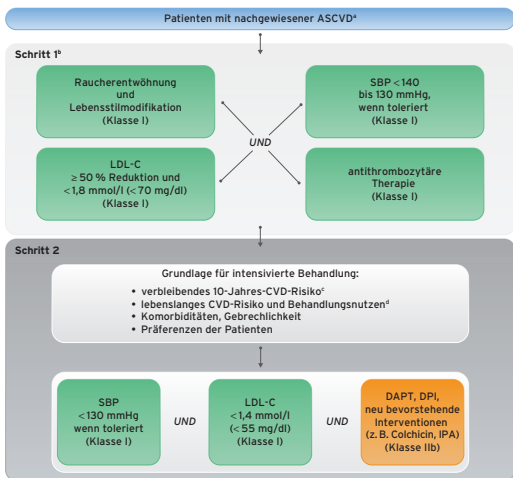 Patienten mit nachgewiesener ASCVDᵃ
Schritt 1ᵇ
Raucherentwöhnung
und
Lebensstilmodifikation
(Klasse I)
SBP < 140
bis 130 mmHg,
wenn toleriert
(Klasse I)
UND
LDL-C
≥ 50 % Reduktion und
< 1,8 mmol/l (< 70 mg/dl)
(Klasse I)
antithrombozytäre
Therapie
(Klasse I)
Schritt 2
Grundlage für intensivierte Behandlung:
• verbleibendes 10-Jahres-CVD-Risikoᶜ
• lebenslanges CVD-Risiko und Behandlungsnutzenᵈ
• Komorbiditäten, Gebrechlichkeit
• Präferenzen der Patienten
SBP
< 130 mmHg
wenn toleriert
(Klasse I)
UND
LDL-C
< 1,4 mmol/l
(< 55 mg/dl)
(Klasse I)
UND
DAPT, DPI,
neu bevorstehende
Interventionen
(z. B. Colchicin, IPA)
(Klasse IIb)